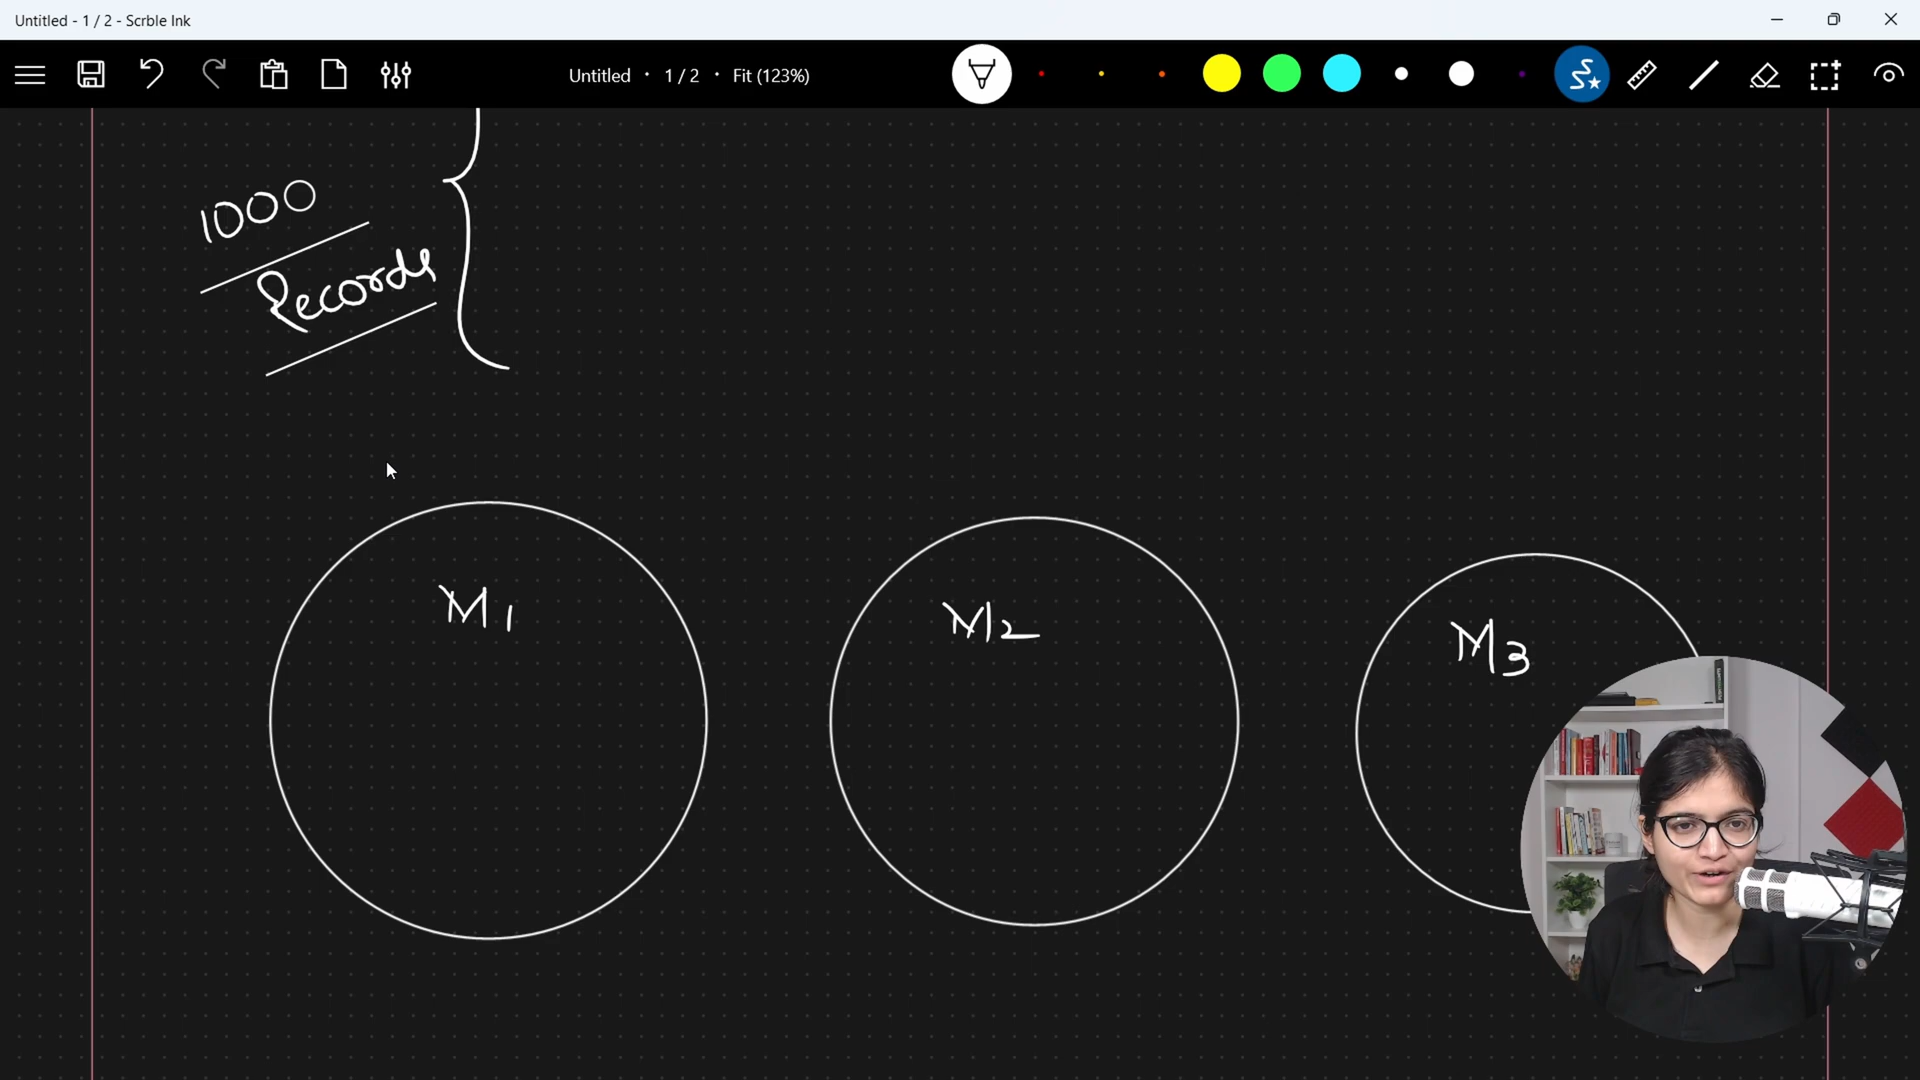 Untitled - 1 / 2 - Scrble Ink
Untitled • 1 / 2 • Fit (123%)
1000
Records
M1
M2
M3